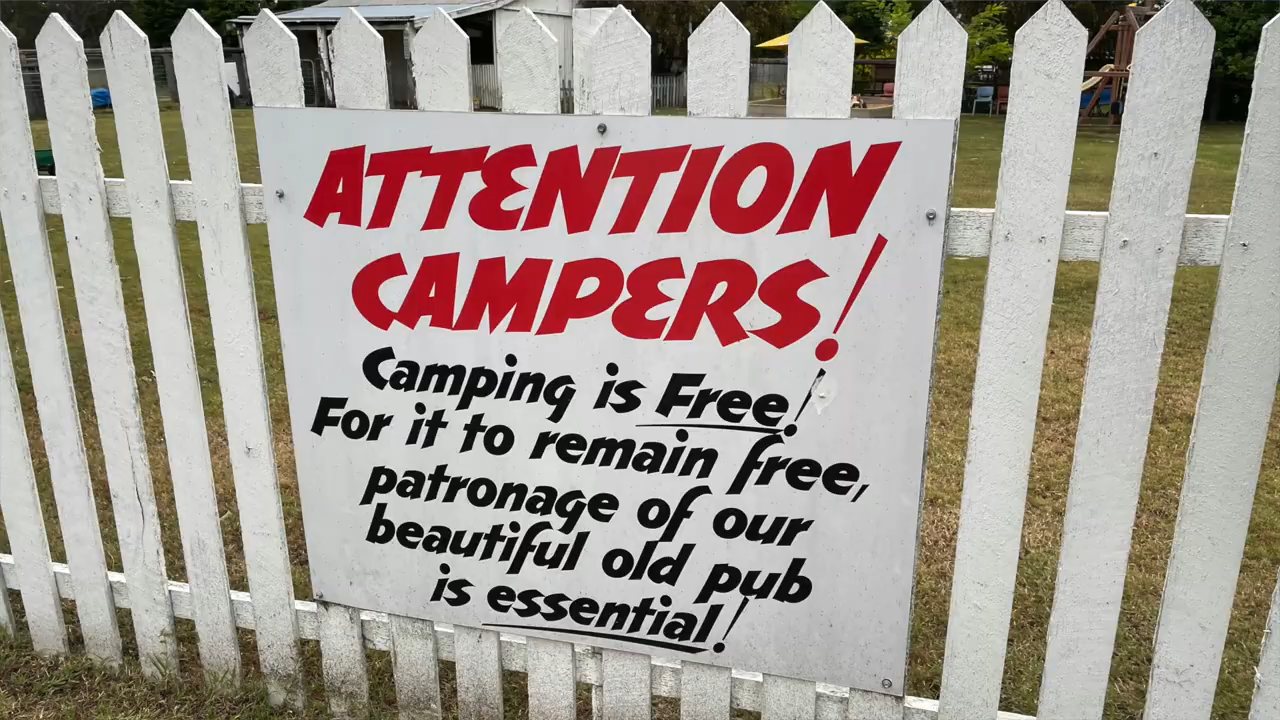 ATTENTION
CAMPERS!
Camping is Free!
For it to remain free,
patronage of our
beautiful old pub
is essential!